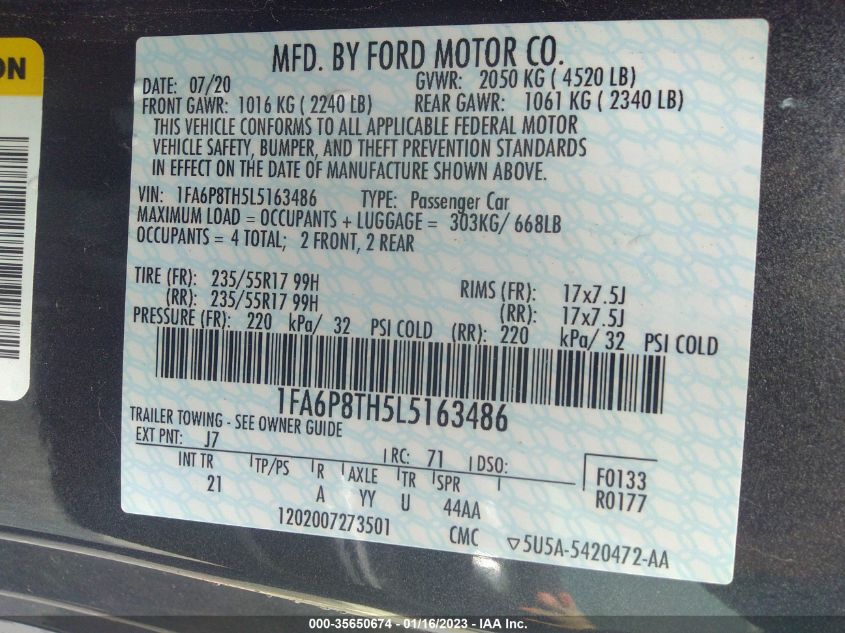 ON
MFD. BY FORD MOTOR CO.
DATE: 07/20 GVWR: 2050 KG ( 4520 LB)
FRONT GAWR: 1016 KG ( 2240 LB) REAR GAWR: 1061 KG ( 2340 LB)
THIS VEHICLE CONFORMS TO ALL APPLICABLE FEDERAL MOTOR
VEHICLE SAFETY, BUMPER, AND THEFT PREVENTION STANDARDS
IN EFFECT ON THE DATE OF MANUFACTURE SHOWN ABOVE.
VIN: 1FA6P8TH5L5163486 TYPE: Passenger Car
MAXIMUM LOAD = OCCUPANTS + LUGGAGE = 303KG/ 668LB
OCCUPANTS = 4 TOTAL; 2 FRONT, 2 REAR
TIRE (FR): 235/55R17 99H RIMS (FR): 17x7.5J
(RR): 235/55R17 99H (RR): 17x7.5J
PRESSURE (FR): 220 kPa/ 32 PSI COLD (RR): 220 kPa/ 32 PSI COLD
1FA6P8TH5L5163486
TRAILER TOWING - SEE OWNER GUIDE
EXT PNT: J7 RC: 71 DSO:
INT TR TP/PS R AXLE TR SPR F0133
21 A YY U 44AA R0177
1202007273501 CMC ▽5U5A-5420472-AA
000-35650674 - 01/16/2023 - IAA Inc.